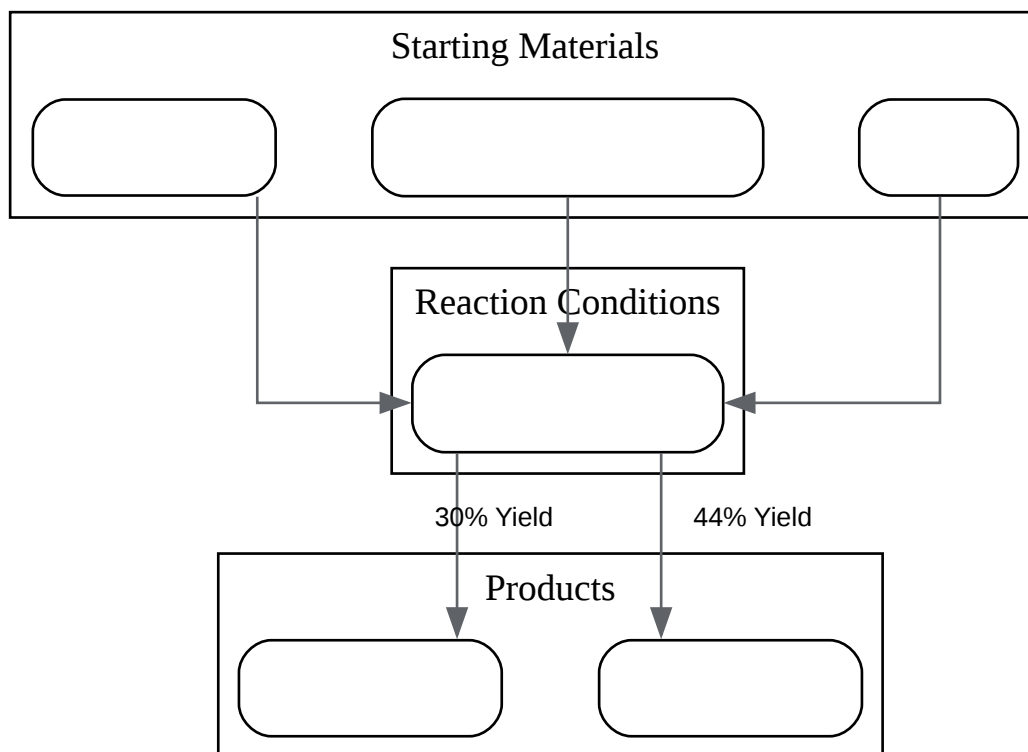 Starting Materials
Reaction Conditions
30% Yield
44% Yield
Products